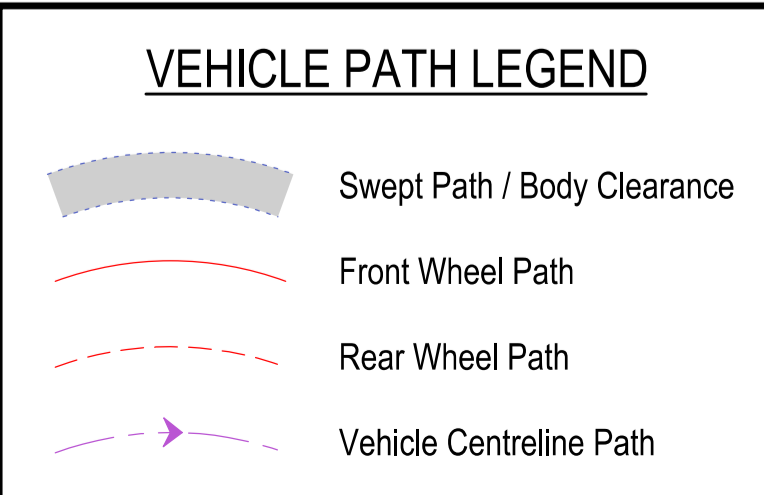 VEHICLE PATH LEGEND
Swept Path / Body Clearance
Front Wheel Path
Rear Wheel Path
Vehicle Centreline Path